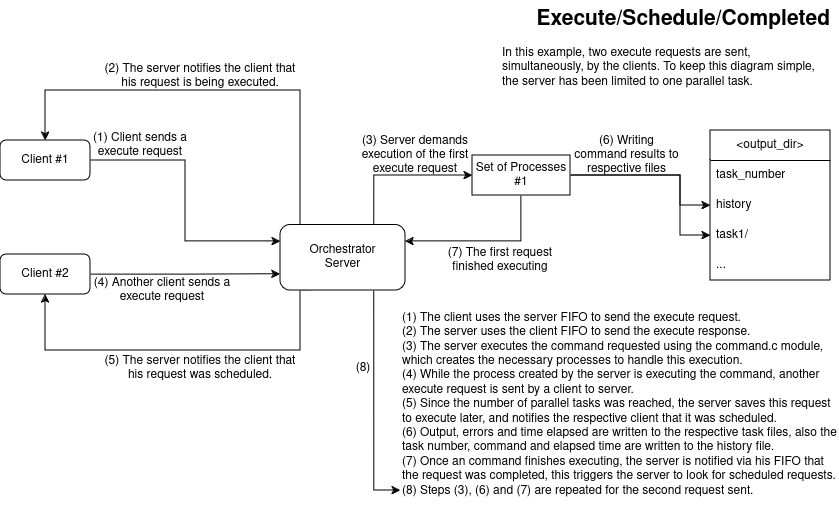 Execute/Schedule/Completed
In this example, two execute requests are sent,
simultaneously, by the clients. To keep this diagram simple,
the server has been limited to one parallel task.
(2) The server notifies the client that
his request is being executed.
Client #1
(1) Client sends a
execute request
(3) Server demands
execution of the first
execute request
Set of Processes
#1
(6) Writing
command results to
respective files
<output_dir>
task_number
history
task1/
...
Orchestrator
Server
(7) The first request
finished executing
Client #2
(4) Another client sends a
execute request
(5) The server notifies the client that
his request was scheduled.
(8)
(1) The client uses the server FIFO to send the execute request.
(2) The server uses the client FIFO to send the execute response.
(3) The server executes the command requested using the command.c module,
which creates the necessary processes to handle this execution.
(4) While the process created by the server is executing the command, another
execute request is sent by a client to server.
(5) Since the number of parallel tasks was reached, the server saves this request
to execute later, and notifies the respective client that it was scheduled.
(6) Output, errors and time elapsed are written to the respective task files, also the
task number, command and elapsed time are written to the history file.
(7) Once an command finishes executing, the server is notified via his FIFO that
the request was completed, this triggers the server to look for scheduled requests.
(8) Steps (3), (6) and (7) are repeated for the second request sent.